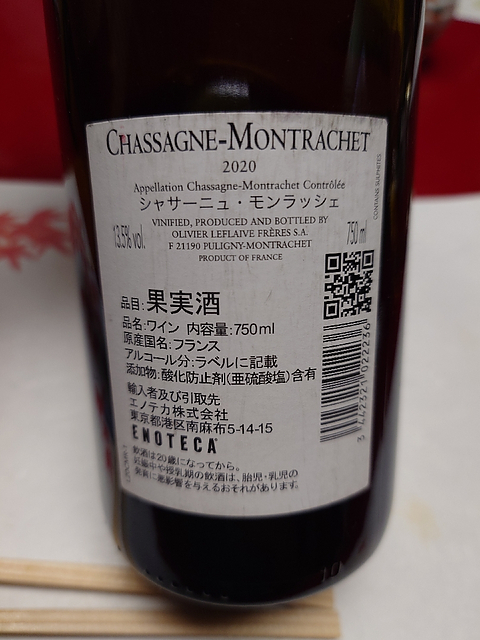 CHASSAGNE-MONTRACHET
2020
Appellation Chassagne-Montrachet Contrôlée
シャサーニュ・モンラッシェ
VINIFIED, PRODUCED AND BOTTLED BY
OLIVIER LEFLAIVE FRÈRES S.A.
F 21190 PULIGNY-MONTRACHET
PRODUCT OF FRANCE
13.5% vol.
750 ml
CONTAINS SULPHITES
品目:果実酒
品名:ワイン 内容量:750ml
原産国名:フランス
アルコール分:ラベルに記載
添加物:酸化防止剤(亜硫酸塩)含有
輸入者及び引取先
エノテカ株式会社
東京都港区南麻布5-14-15
ENOTECA
飲酒は20歳になってから。
妊娠中や授乳期の飲酒は、胎児・乳児の
発育に悪影響を与えるおそれがあります。
3 442321 022236